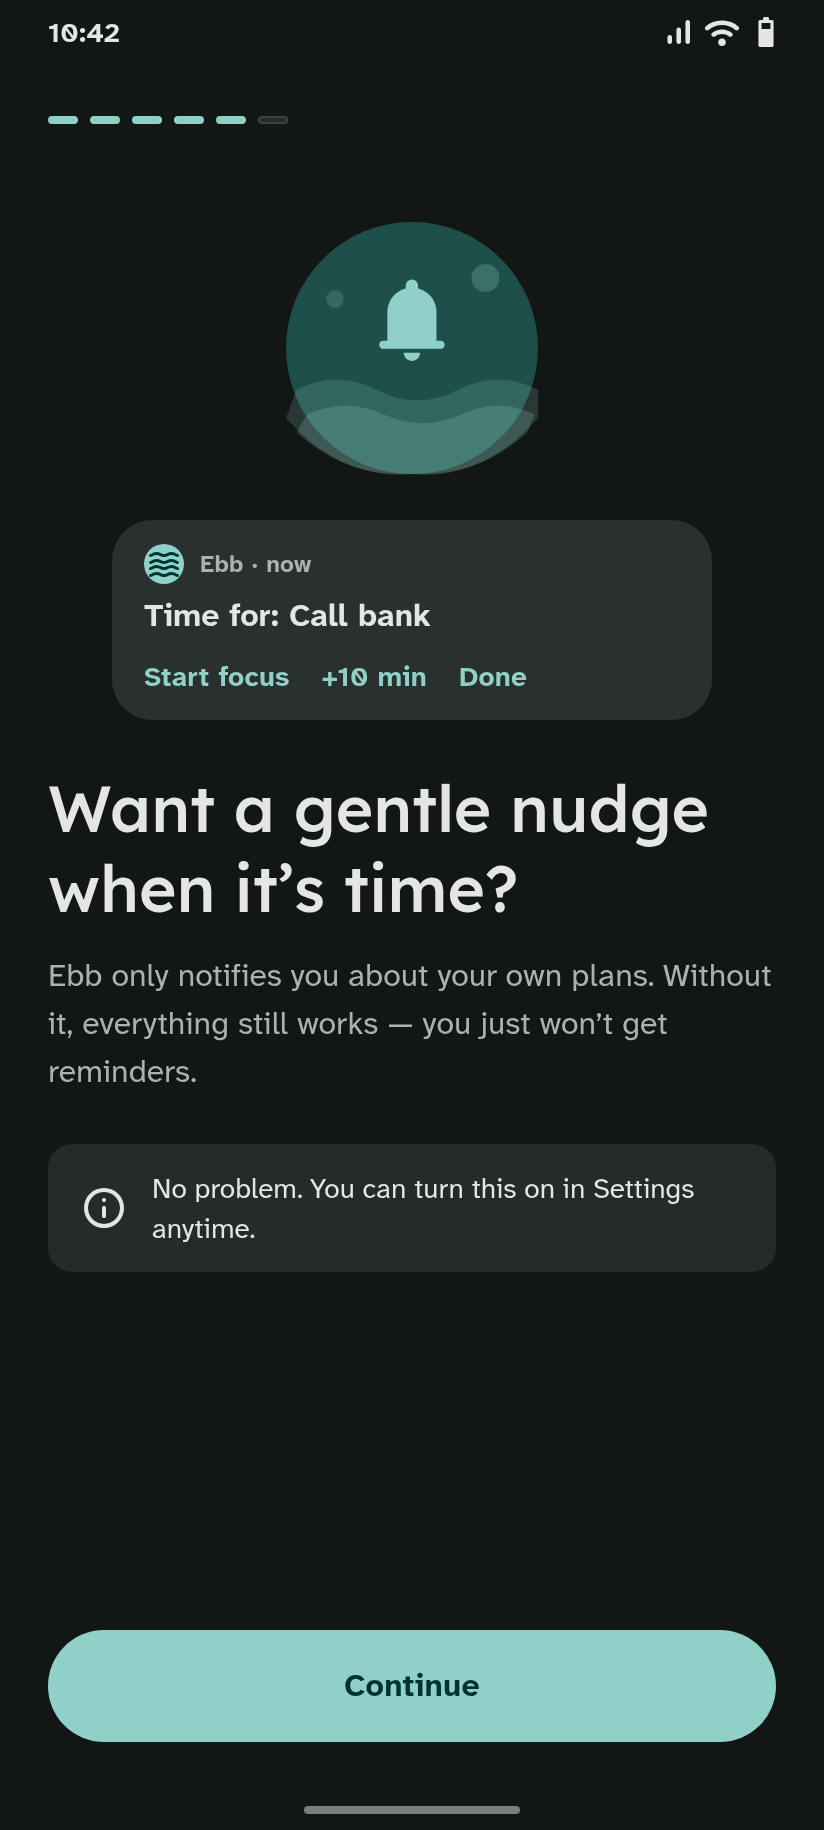 10:42
Ebb · now
Time for: Call bank
Start focus +10 min Done
Want a gentle nudge
when it’s time?
Ebb only notifies you about your own plans. Without
it, everything still works — you just won’t get
reminders.
No problem. You can turn this on in Settings
anytime.
Continue